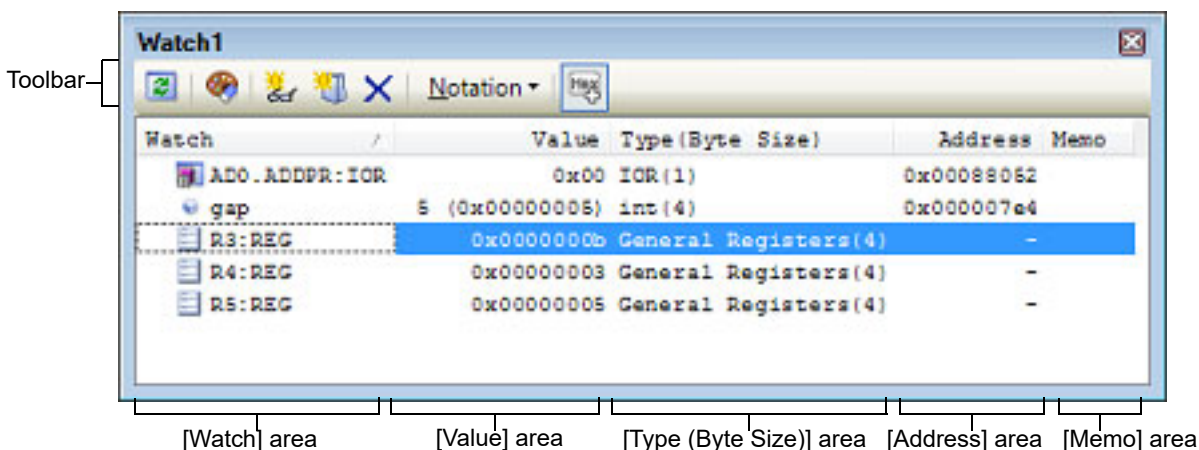 Watch1
Toolbar
Notation
Hex
Watch Value Type(Byte Size) Address Memo
AD0.ADDPR:IOR 0x00 IOR(1) 0x00088052
gap 5 (0x00000005) int(4) 0x000007e4
R3:REG 0x0000000b General Registers(4) -
R4:REG 0x00000003 General Registers(4) -
R5:REG 0x00000005 General Registers(4) -
[Watch] area [Value] area [Type (Byte Size)] area [Address] area [Memo] area